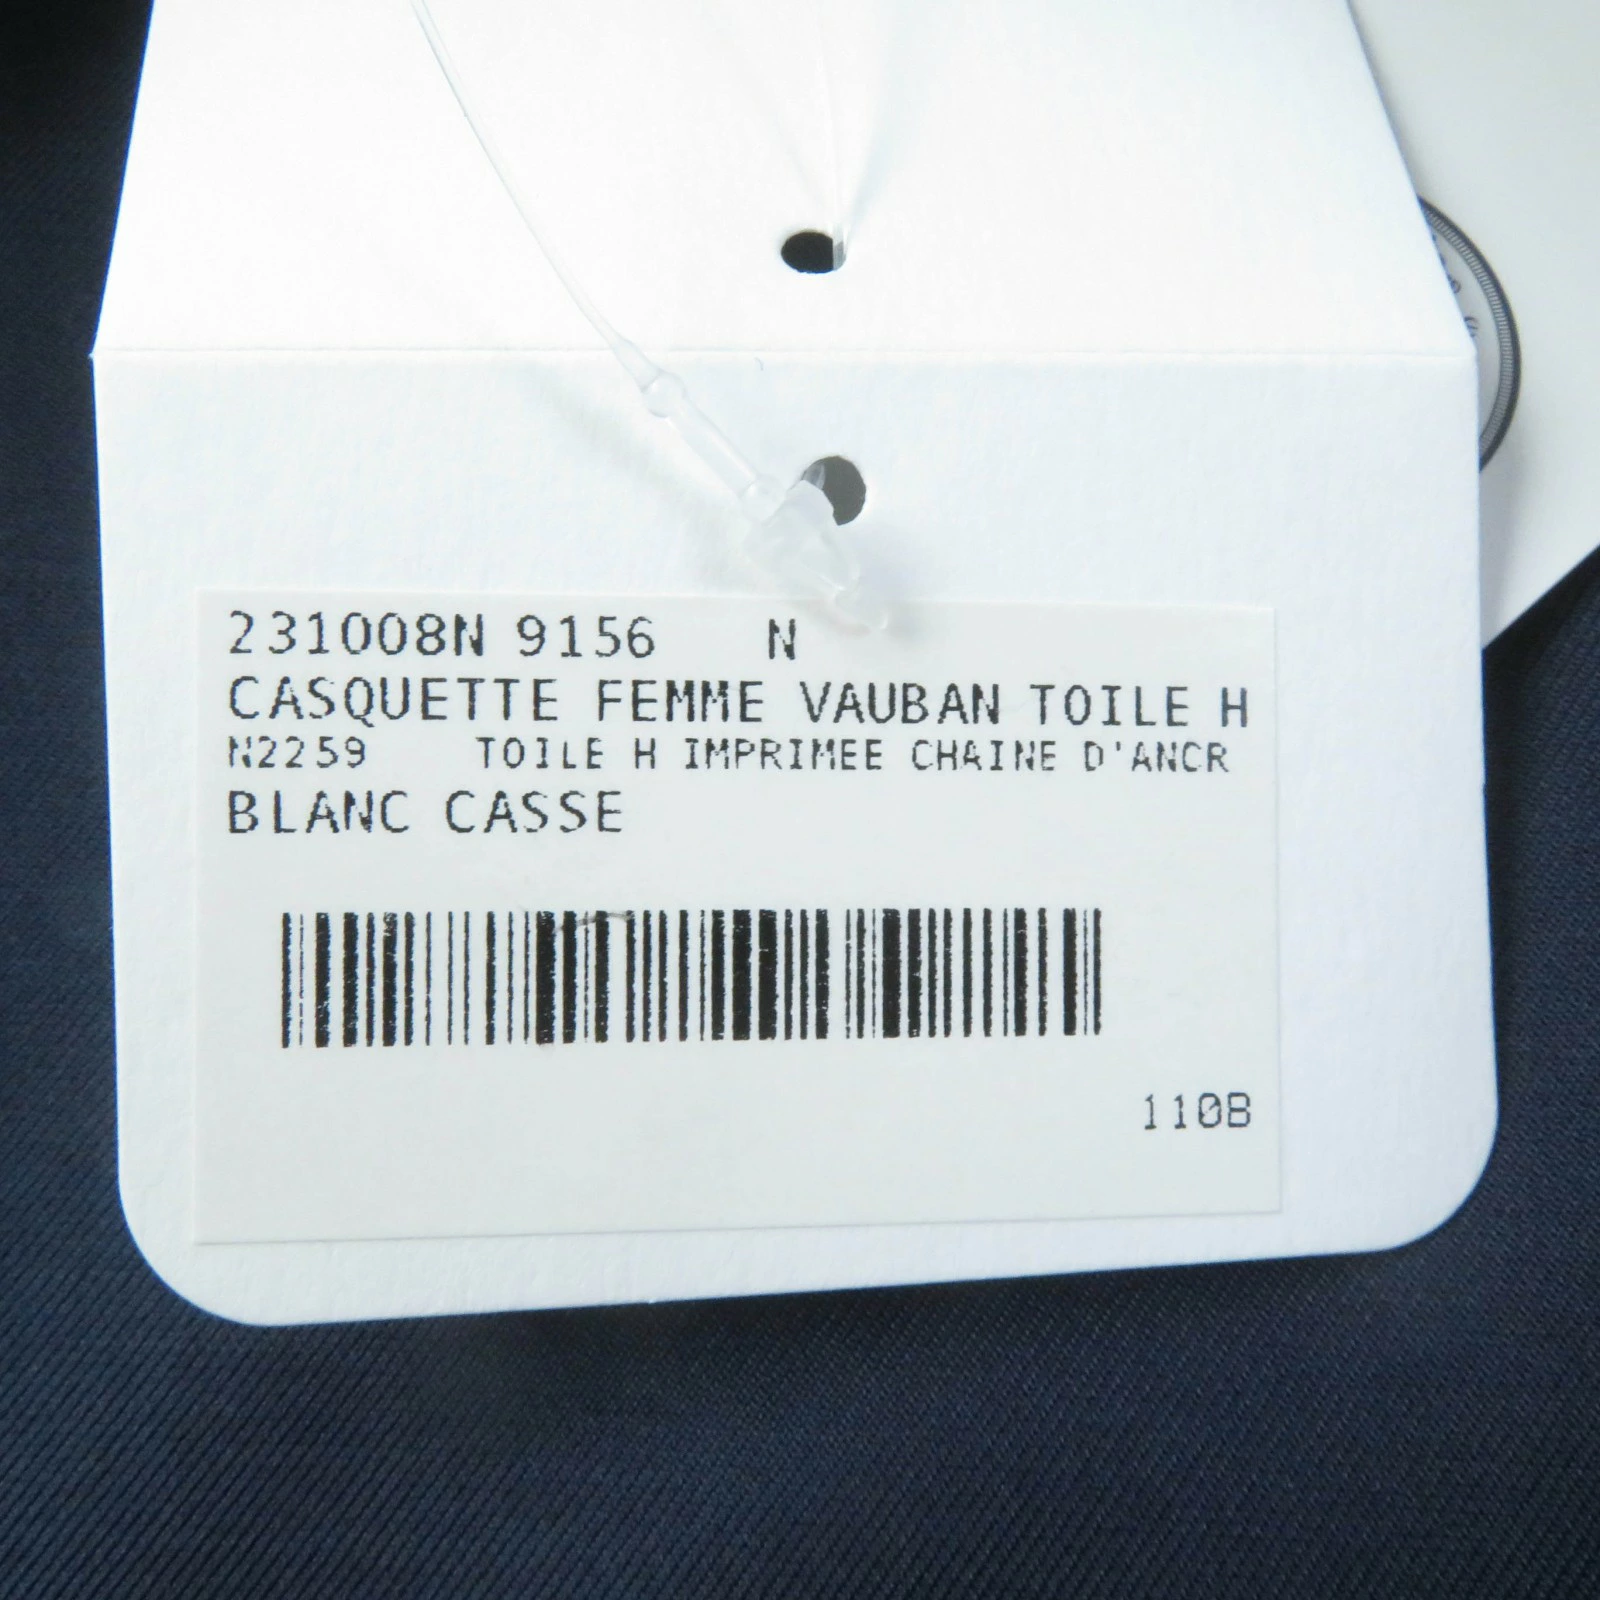 231008N 9156 N
CASQUETTE FEMME VAUBAN TOILE H
N2259 TOILE H IMPRIMEE CHAINE D'ANCR
BLANC CASSE
110B